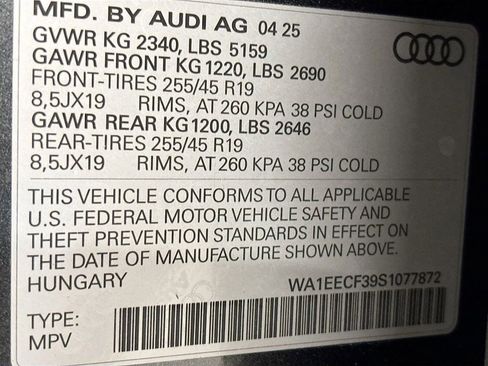 MFD. BY AUDI AG 04 25
GVWR KG 2340, LBS 5159
GAWR FRONT KG 1220, LBS 2690
FRONT-TIRES 255/45 R19
8,5JX19 RIMS, AT 260 KPA 38 PSI COLD
GAWR REAR KG 1200, LBS 2646
REAR-TIRES 255/45 R19
8,5JX19 RIMS, AT 260 KPA 38 PSI COLD
THIS VEHICLE CONFORMS TO ALL APPLICABLE
U.S. FEDERAL MOTOR VEHICLE SAFETY AND
THEFT PREVENTION STANDARDS IN EFFECT ON
THE DATE OF MANUFACTURE SHOWN ABOVE.
HUNGARY WA1EECF39S1077872
TYPE:
MPV